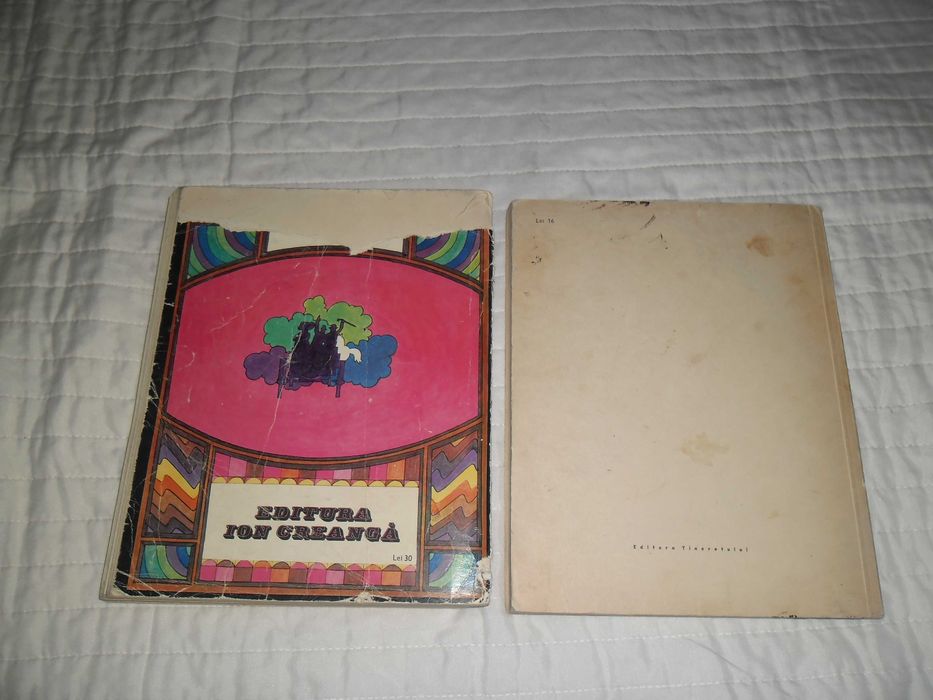 EDITURA
ION CREANGĂ
Lei 30
Lei 16
Editura Tineretului